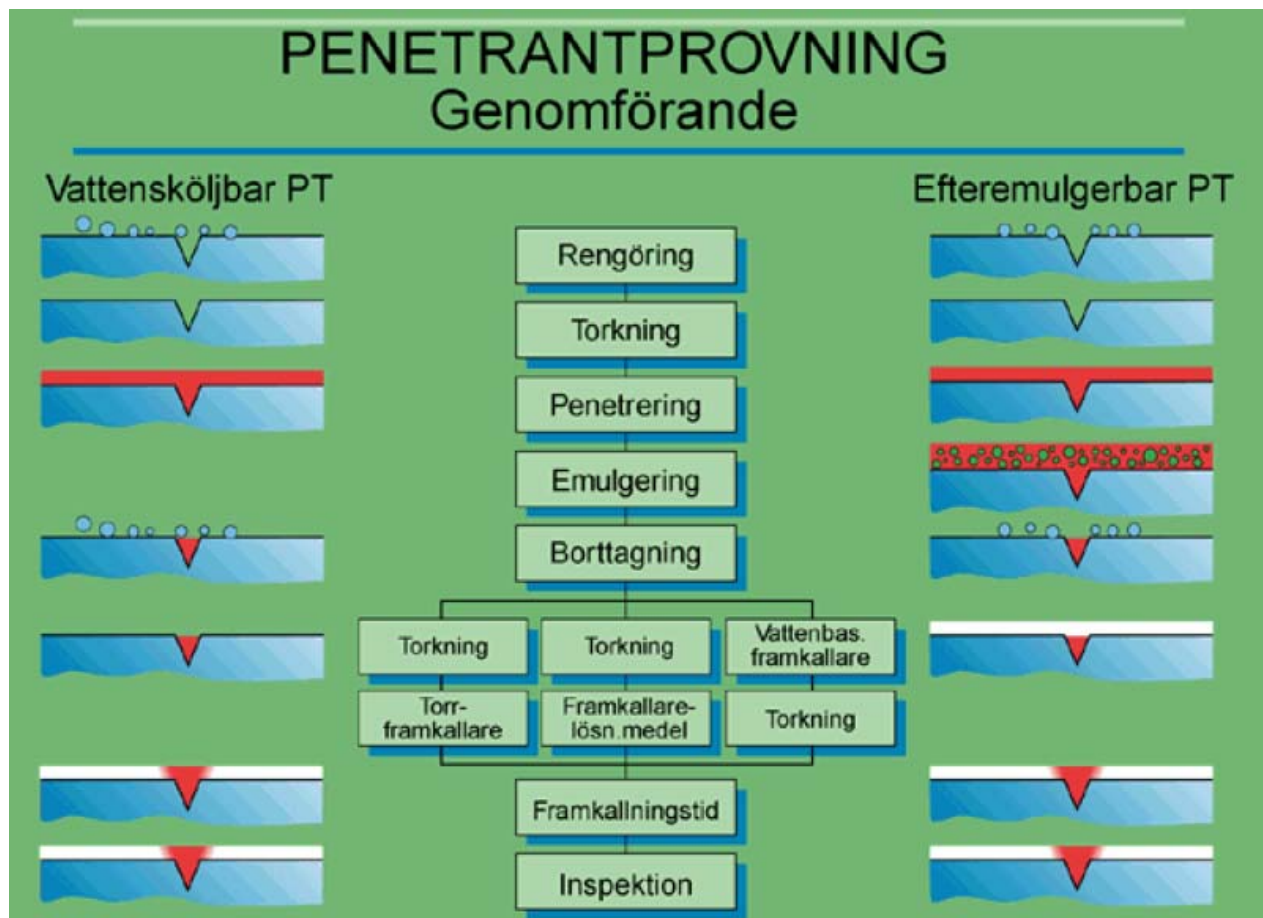 PENETRANTPROVNING
Genomförande
Vattensköljbar PT
Efteremulgerbar PT
Rengöring
Torkning
Penetrering
Emulgering
Borttagning
Torkning
Torkning
Vattenbas.
framkallare
Torr-
framkallare
Framkallare-
lösn.medel
Torkning
Framkallningstid
Inspektion